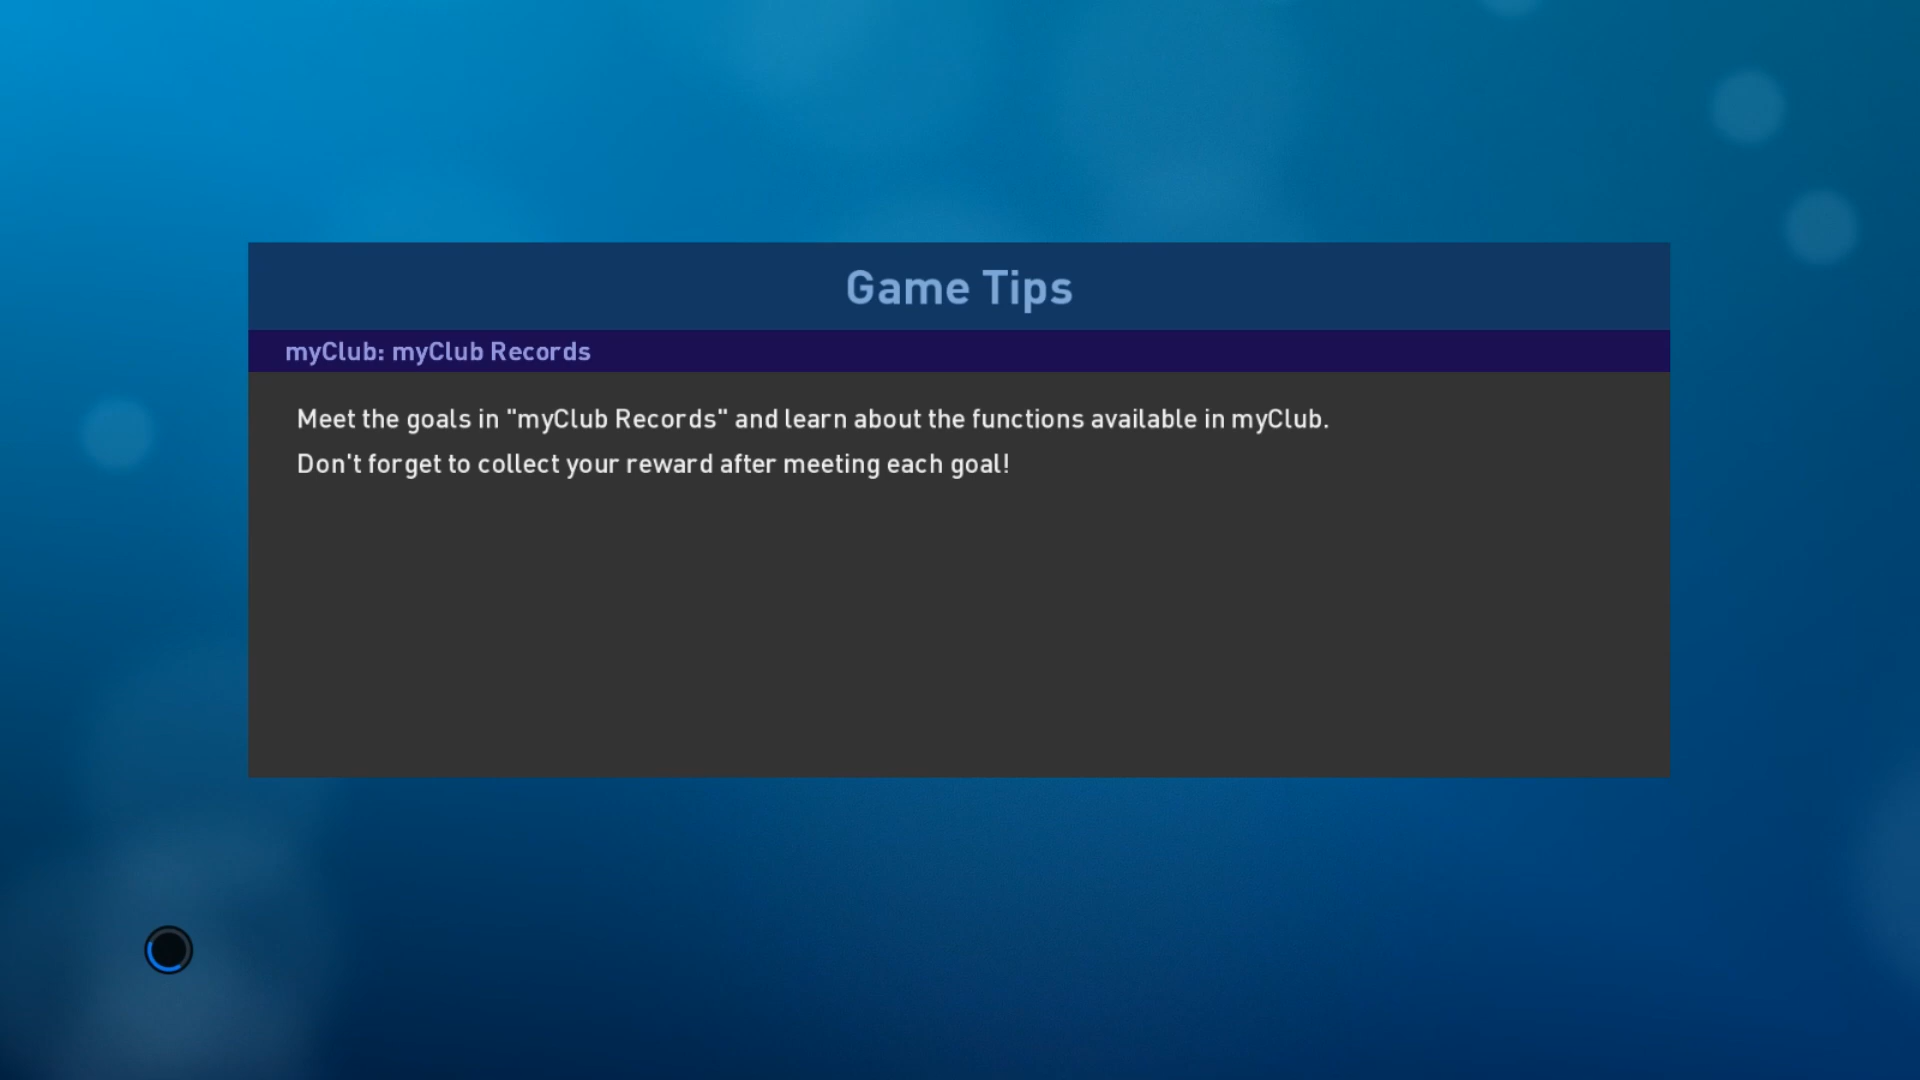 Game Tips
myClub: myClub Records
Meet the goals in "myClub Records" and learn about the functions available in myClub.
Don't forget to collect your reward after meeting each goal!